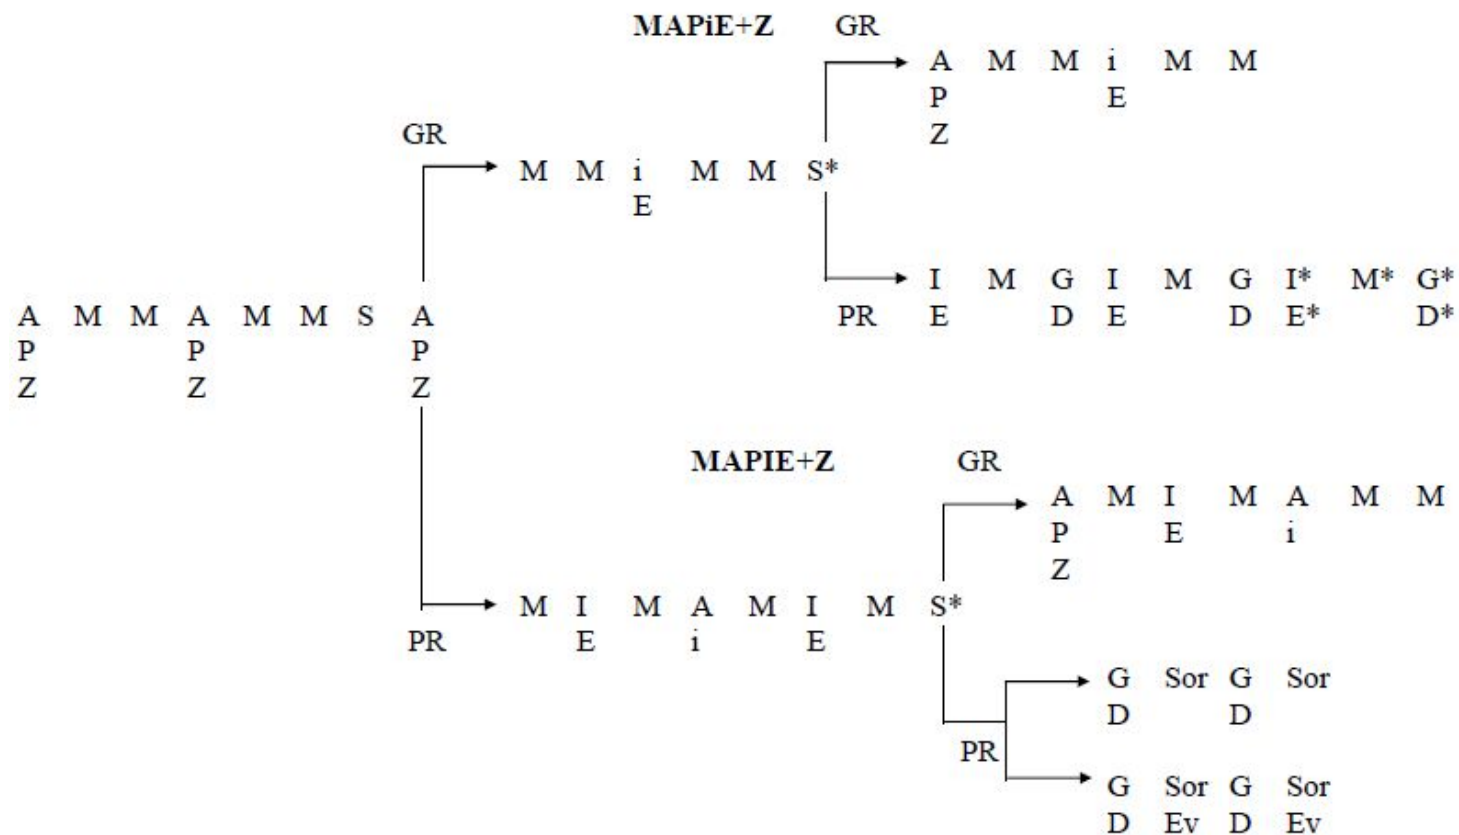 MAPiE+Z GR
A M M i M M
P E
Z
GR
M M i M M S*
E
I M G I M G I* M* G*
PR E D E D E* D*
A M M A M M S A
P P P
Z Z Z
MAPIE+Z GR
A M I M A M M
P E i
Z
M I M A M I M S*
PR E i E
G Sor G Sor
D D
PR
G Sor G Sor
D Ev D Ev